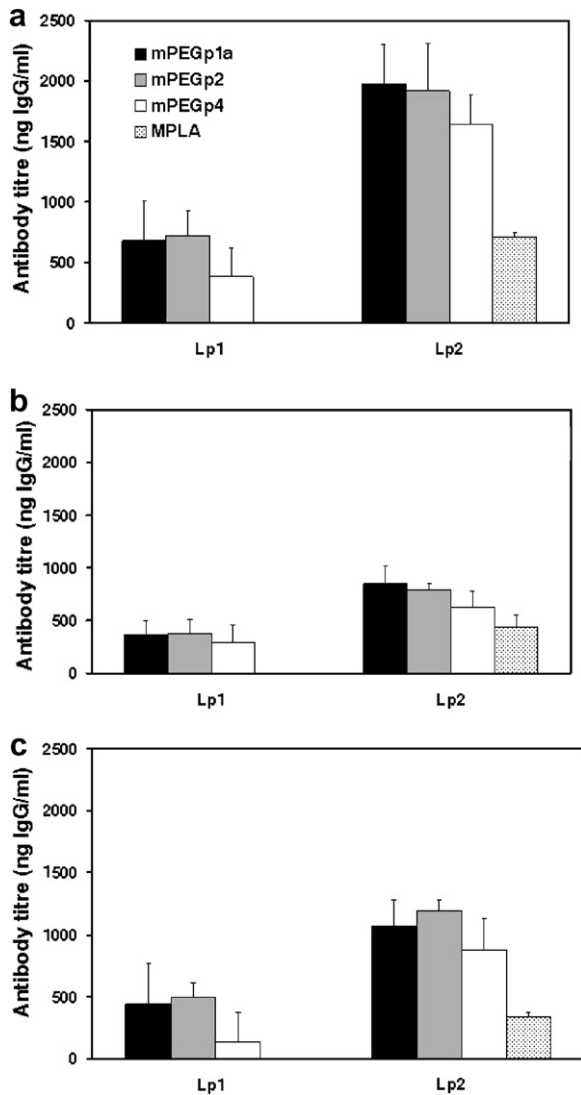 a
Antibody titre (ng IgG/ml)
2500
2000
1500
1000
500
0
mPEGp1a
mPEGp2
mPEGp4
MPLA
Lp1 Lp2
b
Antibody titre (ng IgG/ml)
2500
2000
1500
1000
500
0
Lp1 Lp2
c
Antibody titre (ng IgG/ml)
2500
2000
1500
1000
500
0
Lp1 Lp2